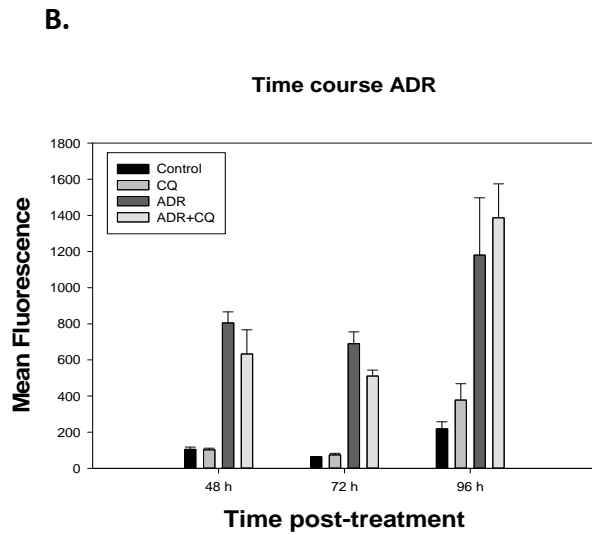 B.
Time course ADR
1800
1600
1400
1200
1000
800
600
400
200
0
Mean Fluorescence
Control
CQ
ADR
ADR+CQ
48 h 72 h 96 h
Time post-treatment